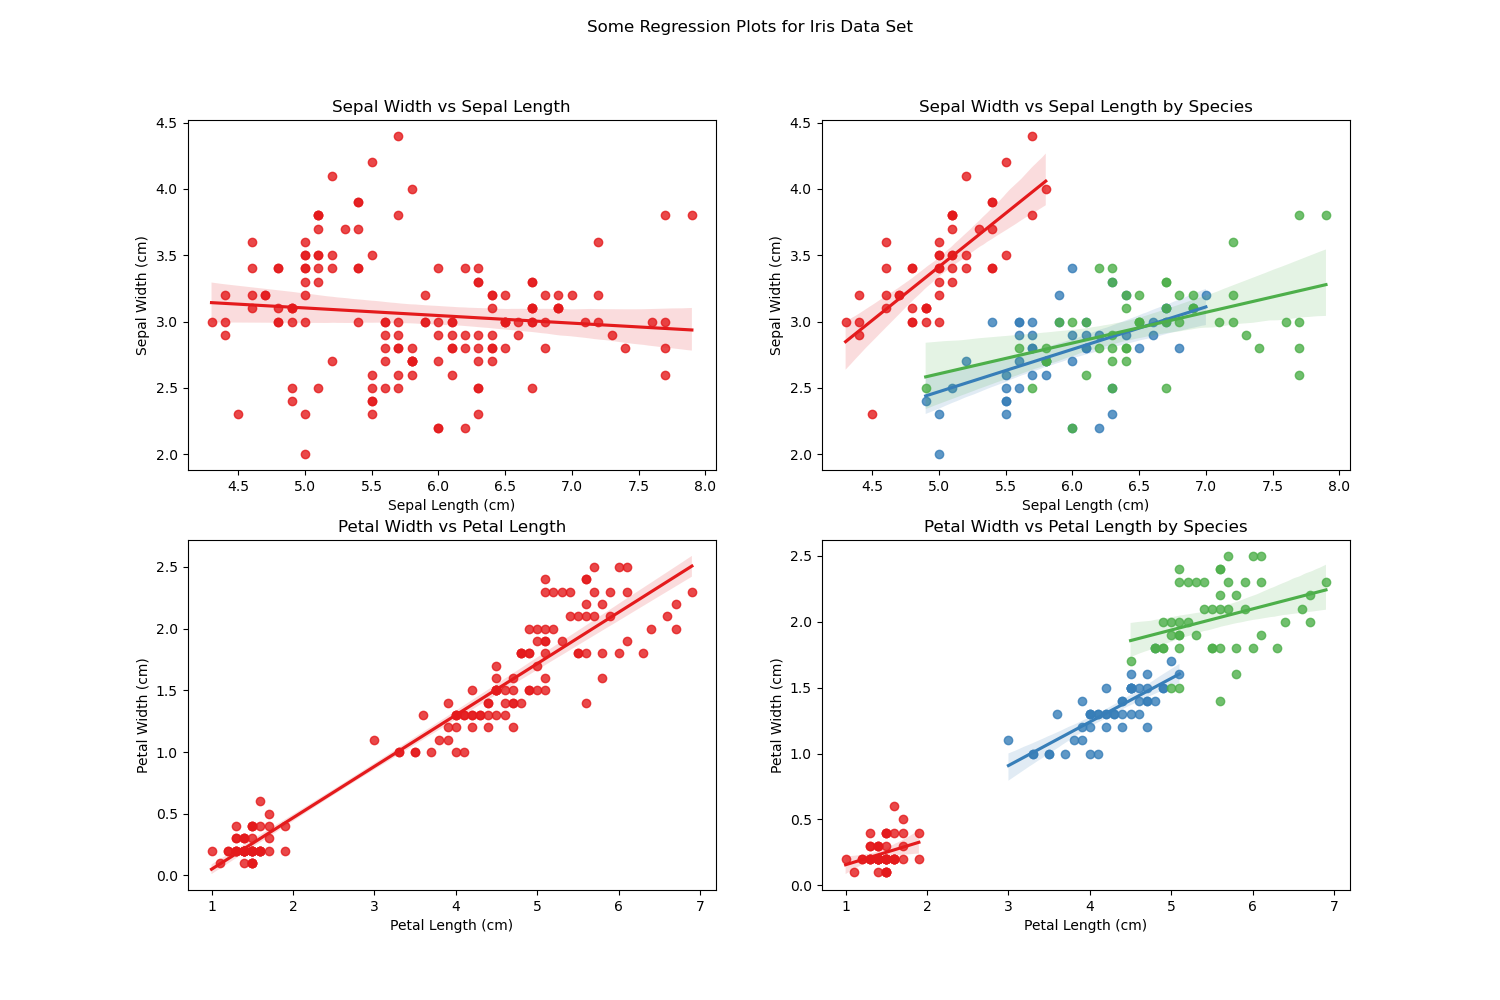 Some Regression Plots for Iris Data Set
Sepal Width vs Sepal Length
Sepal Width (cm)
4.5
4.0
3.5
3.0
2.5
2.0
4.5 5.0 5.5 6.0 6.5 7.0 7.5 8.0
Sepal Length (cm)
Sepal Width vs Sepal Length by Species
Sepal Width (cm)
4.5
4.0
3.5
3.0
2.5
2.0
4.5 5.0 5.5 6.0 6.5 7.0 7.5 8.0
Sepal Length (cm)
Petal Width vs Petal Length
Petal Width (cm)
2.5
2.0
1.5
1.0
0.5
0.0
1 2 3 4 5 6 7
Petal Length (cm)
Petal Width vs Petal Length by Species
Petal Width (cm)
2.5
2.0
1.5
1.0
0.5
0.0
1 2 3 4 5 6 7
Petal Length (cm)